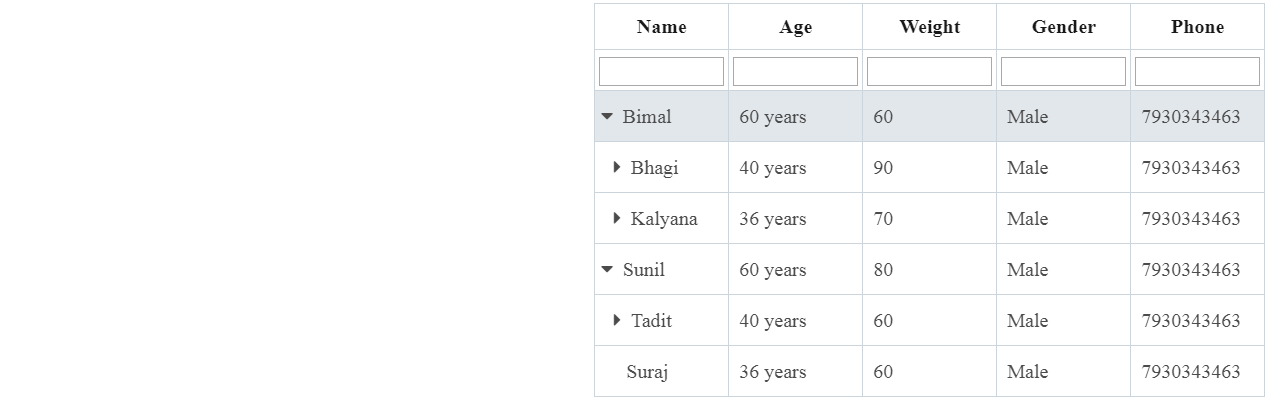 Name Age Weight Gender Phone
Bimal 60 years 60 Male 7930343463
Bhagi 40 years 90 Male 7930343463
Kalyana 36 years 70 Male 7930343463
Sunil 60 years 80 Male 7930343463
Tadit 40 years 60 Male 7930343463
Suraj 36 years 60 Male 7930343463